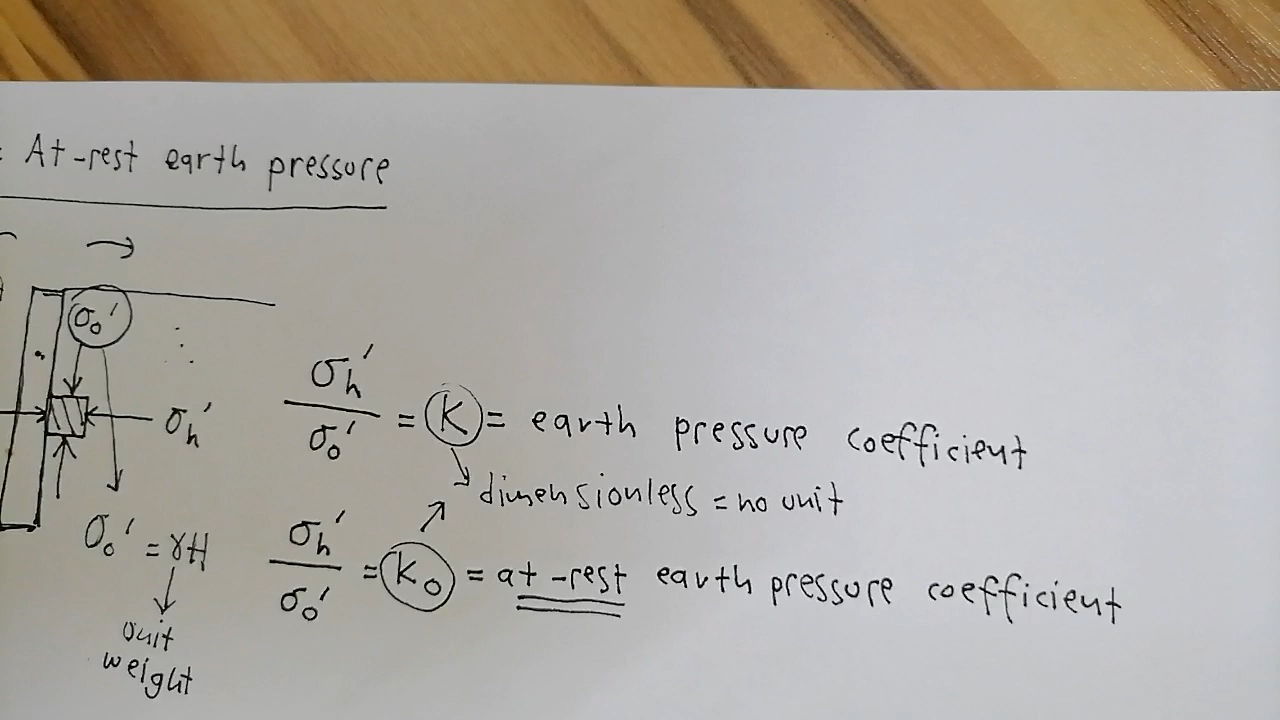 : At-rest earth pressure
σ₀'
σh'
σh' / σ₀' = K = earth pressure coefficient
dimensionless = no unit
σ₀' = γH
σh' / σ₀' = K₀ = at-rest earth pressure coefficient
unit
weight